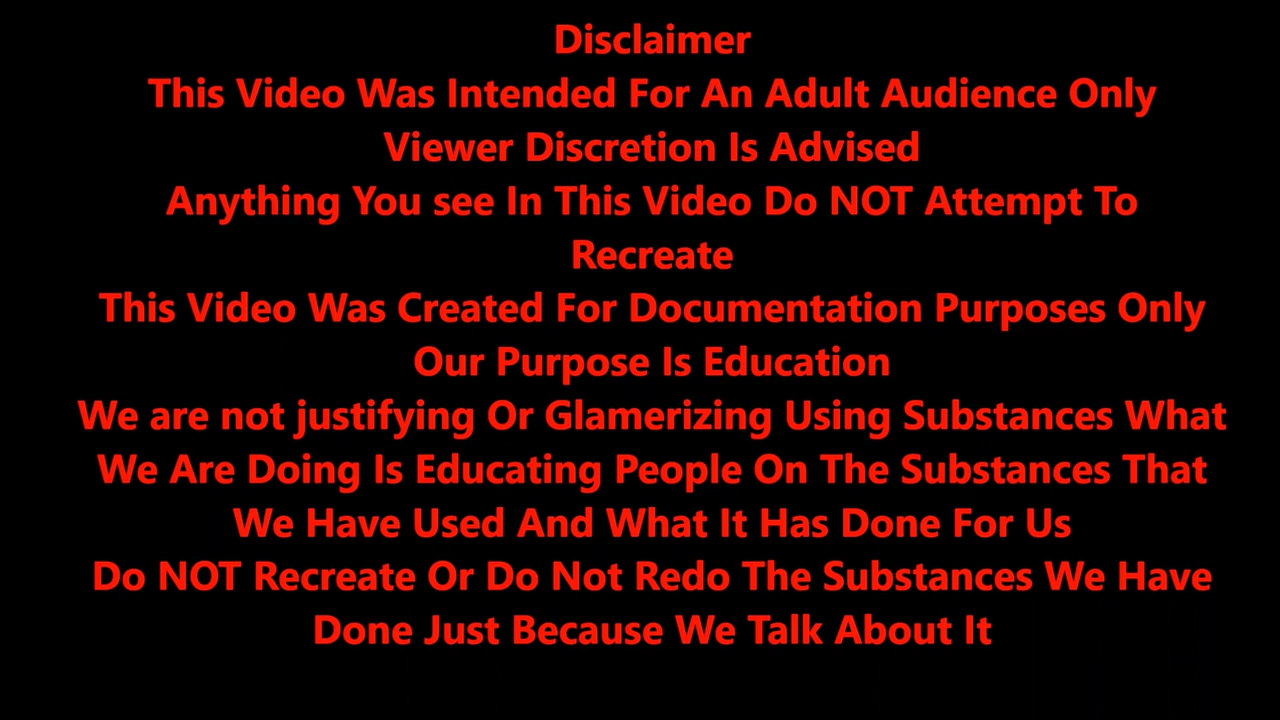 Disclaimer
This Video Was Intended For An Adult Audience Only
Viewer Discretion Is Advised
Anything You see In This Video Do NOT Attempt To
Recreate
This Video Was Created For Documentation Purposes Only
Our Purpose Is Education
We are not justifying Or Glamerizing Using Substances What
We Are Doing Is Educating People On The Substances That
We Have Used And What It Has Done For Us
Do NOT Recreate Or Do Not Redo The Substances We Have
Done Just Because We Talk About It